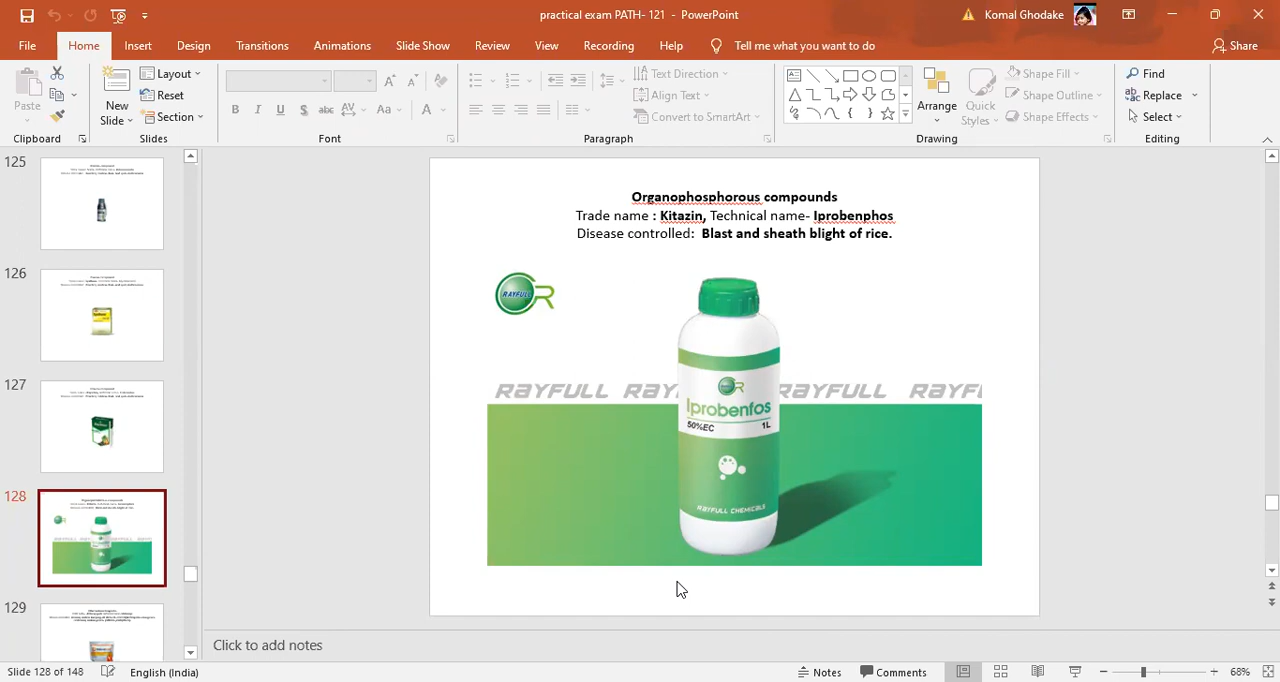 practical exam PATH- 121 - PowerPoint
Komal Ghodake
File Home Insert Design Transitions Animations Slide Show Review View Recording Help Tell me what you want to do Share
Paste
Clipboard
New Slide
Layout
Reset
Section
Slides
B I U S abc AV Aa A
Font
Text Direction
Align Text
Convert to SmartArt
Paragraph
Arrange
Quick Styles
Shape Fill
Shape Outline
Shape Effects
Drawing
Find
Replace
Select
Editing
125
126
127
128
129
Organophosphorous compounds
Trade name : Kitazin, Technical name- Iprobenphos
Disease controlled: Blast and sheath blight of rice.
RAYFULL R
RAYFULL RAY RAYFULL RAYF
R
Iprobenfos
50%EC 1L
RAYFULL CHEMICALS
Click to add notes
Slide 128 of 148 English (India) Notes Comments 68%